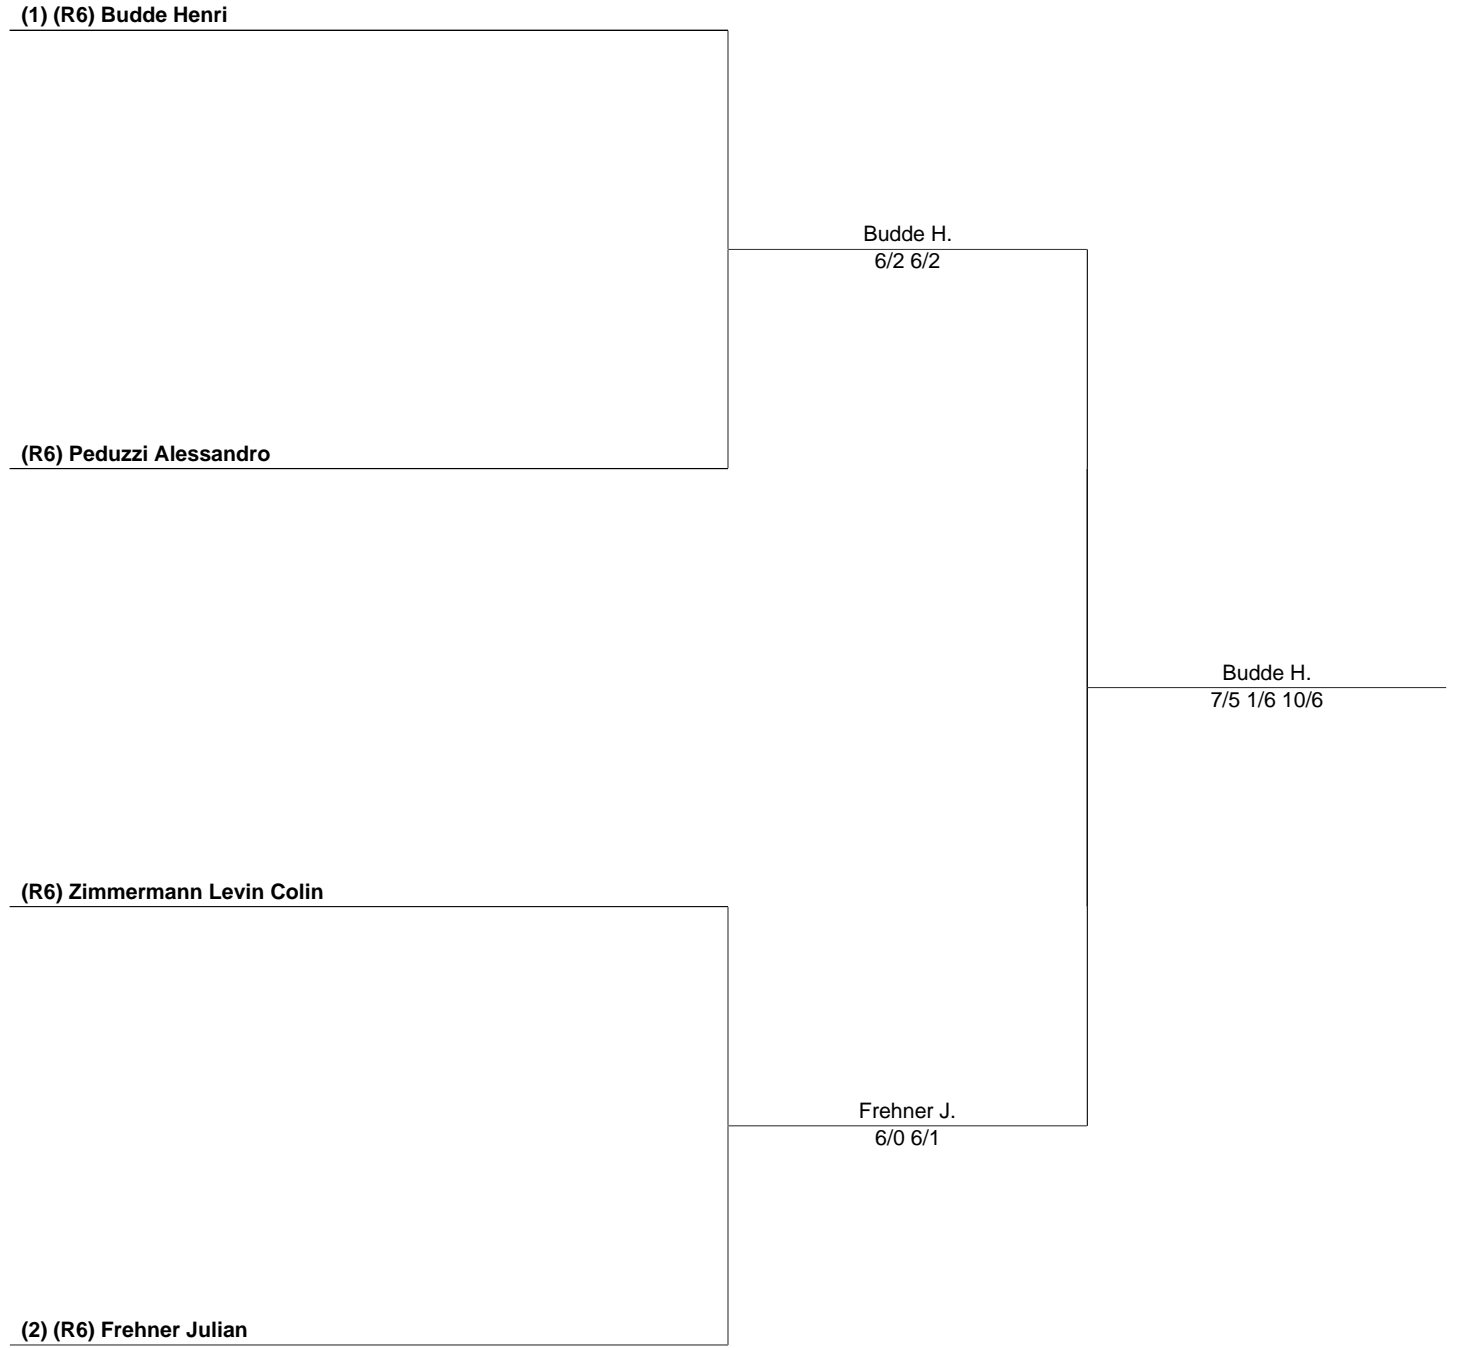 (1) (R6) Budde Henri
Budde H.
6/2 6/2
(R6) Peduzzi Alessandro
Budde H.
7/5 1/6 10/6
(R6) Zimmermann Levin Colin
Frehner J.
6/0 6/1
(2) (R6) Frehner Julian